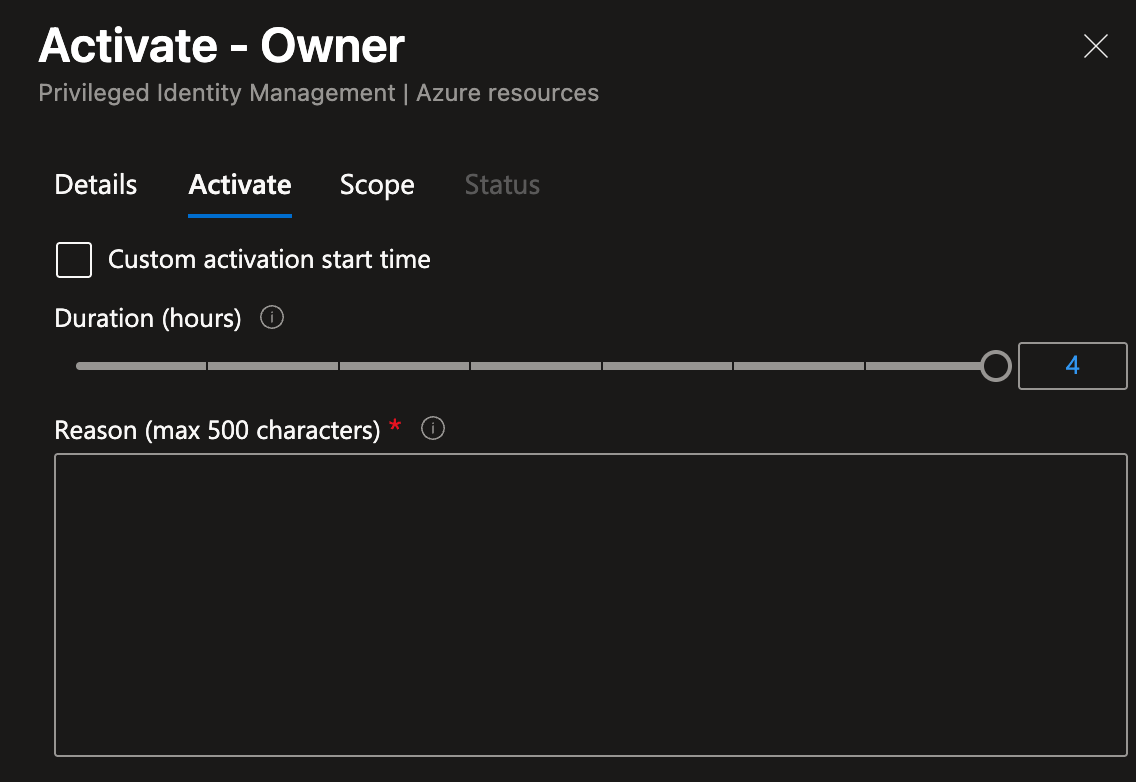 Activate - Owner
Privileged Identity Management | Azure resources
Details Activate Scope Status
Custom activation start time
Duration (hours)
4
Reason (max 500 characters) *